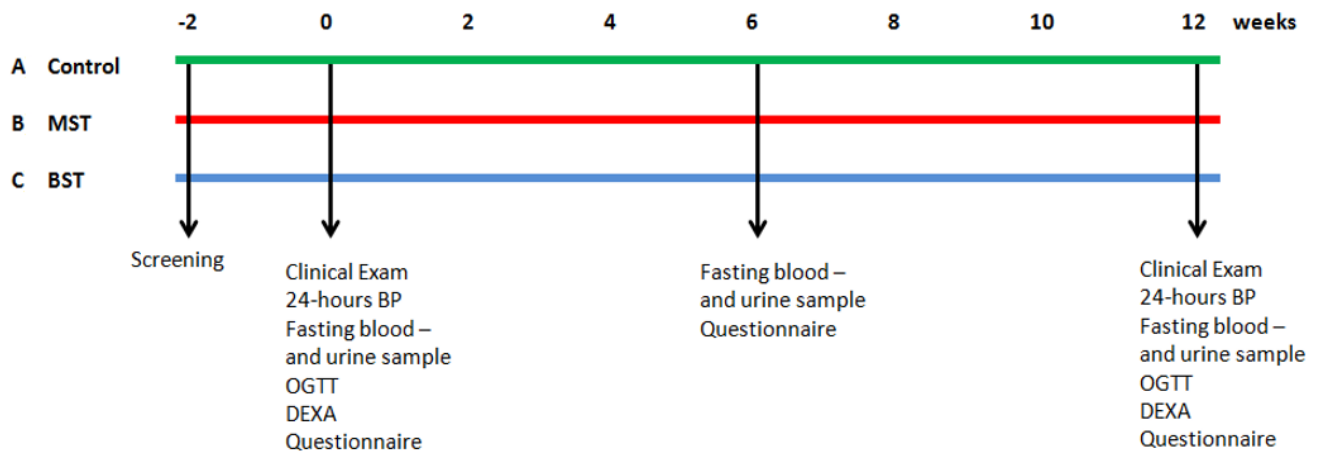 -2 0 2 4 6 8 10 12 weeks
A Control
B MST
C BST
Screening
Clinical Exam
24-hours BP
Fasting blood –
and urine sample
OGTT
DEXA
Questionnaire
Fasting blood –
and urine sample
Questionnaire
Clinical Exam
24-hours BP
Fasting blood –
and urine sample
OGTT
DEXA
Questionnaire